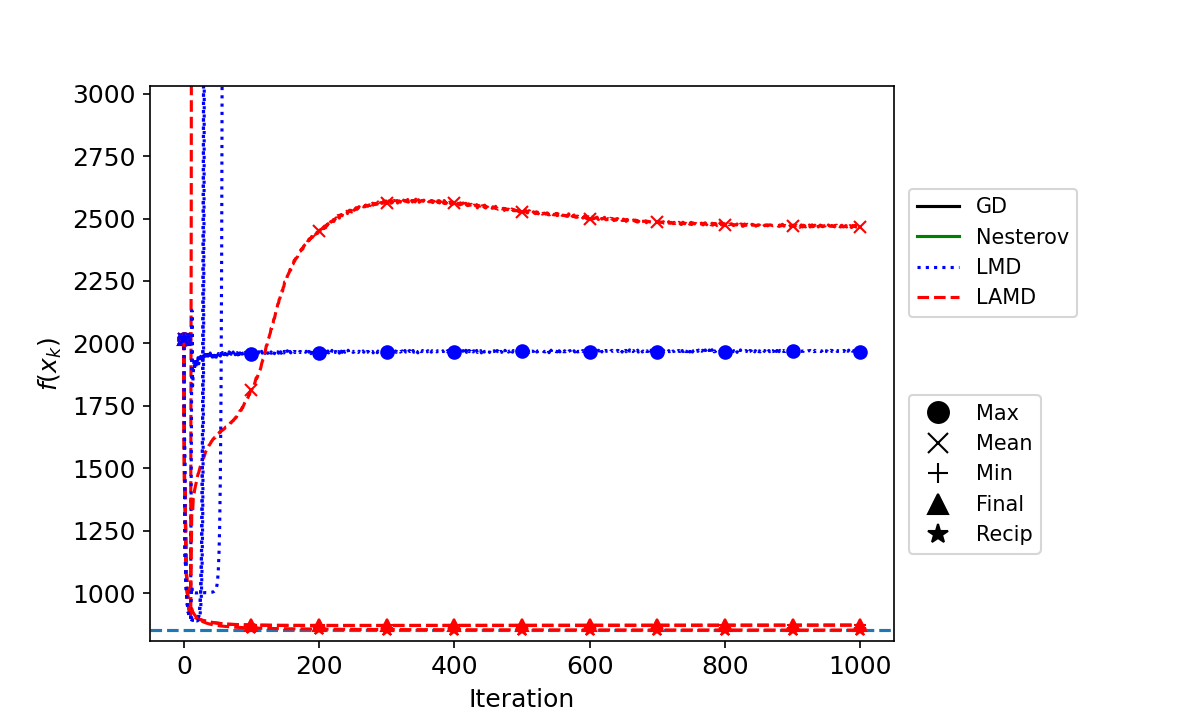 3000
2750
2500
2250
2000
1750
1500
1250
1000
f(x_k)
0
200
400
600
800
1000
Iteration
GD
Nesterov
LMD
LAMD
Max
Mean
Min
Final
Recip